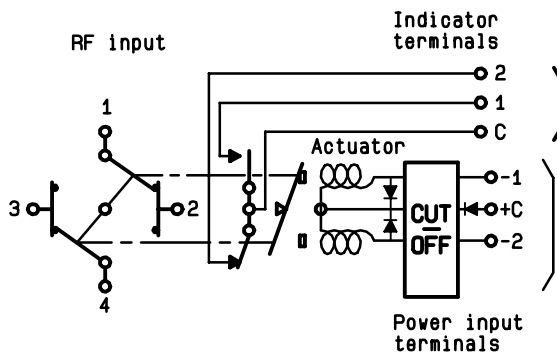 Indicator
terminals
RF input
2
1
C
1
Actuator
3
2
CUT
OFF
-1
+C
-2
4
Power input
terminals